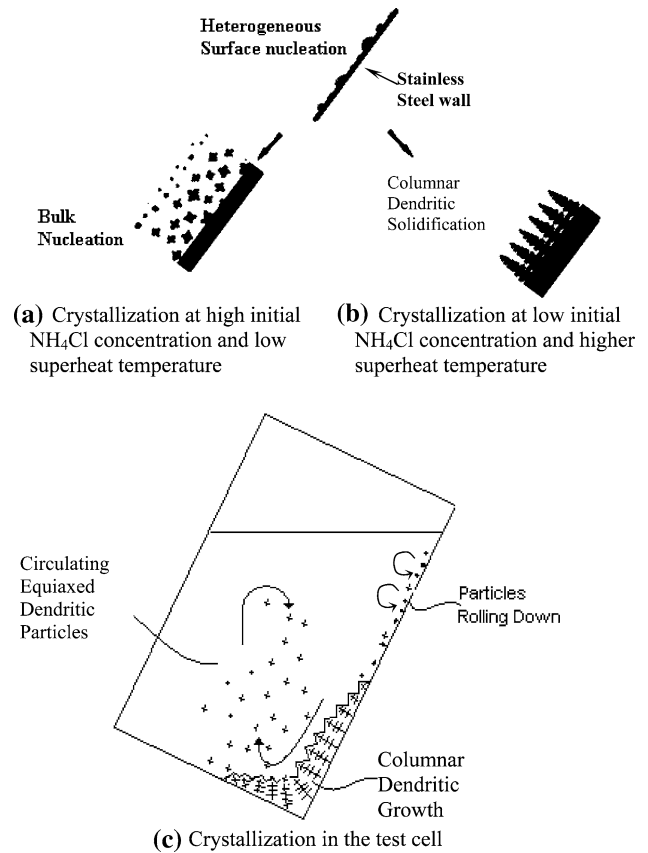 Heterogeneous
Surface nucleation
Stainless
Steel wall
Bulk
Nucleation
Columnar
Dendritic
Solidification
(a) Crystallization at high initial
NH₄Cl concentration and low
superheat temperature
(b) Crystallization at low initial
NH₄Cl concentration and higher
superheat temperature
Circulating
Equiaxed
Dendritic
Particles
Particles
Rolling Down
Columnar
Dendritic
Growth
(c) Crystallization in the test cell